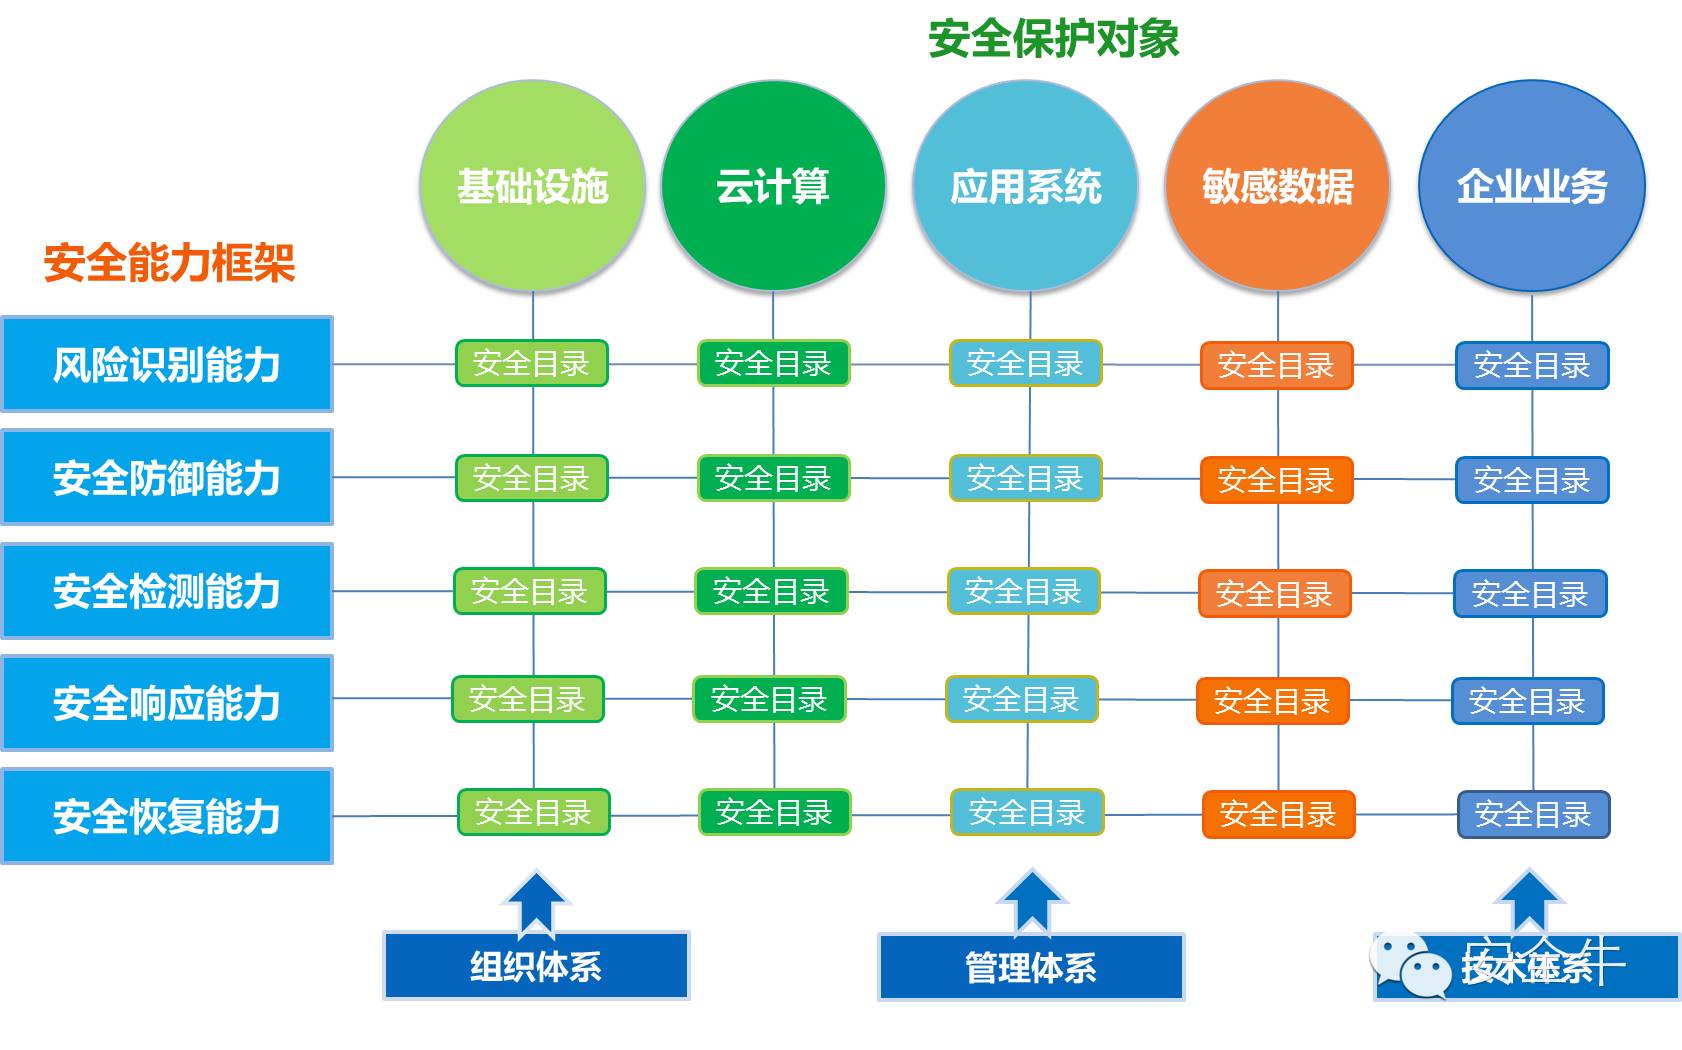 安全保护对象
基础设施 云计算 应用系统 敏感数据 企业业务
安全能力框架
风险识别能力 安全目录 安全目录 安全目录 安全目录 安全目录
安全防御能力 安全目录 安全目录 安全目录 安全目录 安全目录
安全检测能力 安全目录 安全目录 安全目录 安全目录 安全目录
安全响应能力 安全目录 安全目录 安全目录 安全目录 安全目录
安全恢复能力 安全目录 安全目录 安全目录 安全目录 安全目录
组织体系 管理体系 技术体系
安全牛